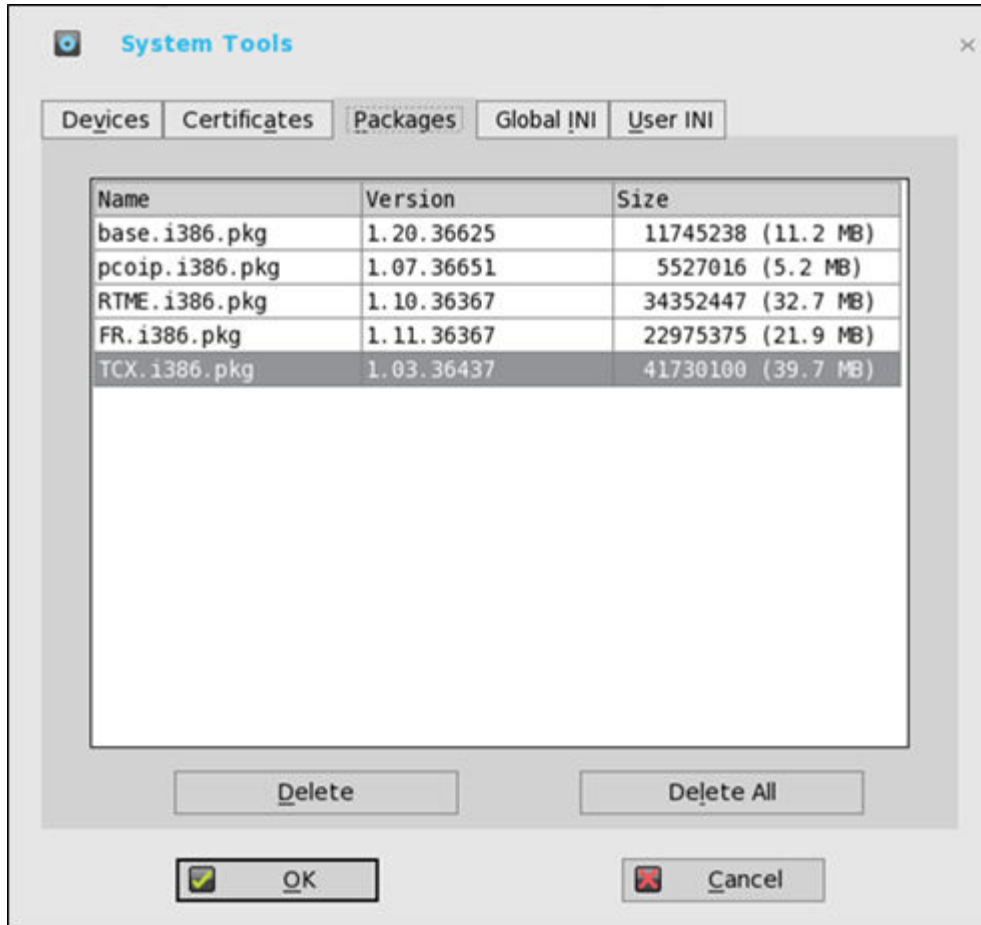 System Tools
Devices Certificates Packages Global INI User INI
Name Version Size
base.i386.pkg 1.20.36625 11745238 (11.2 MB)
pcoip.i386.pkg 1.07.36651 5527016 (5.2 MB)
RTME.i386.pkg 1.10.36367 34352447 (32.7 MB)
FR.i386.pkg 1.11.36367 22975375 (21.9 MB)
TCX.i386.pkg 1.03.36437 41730100 (39.7 MB)
Delete Delete All
OK Cancel